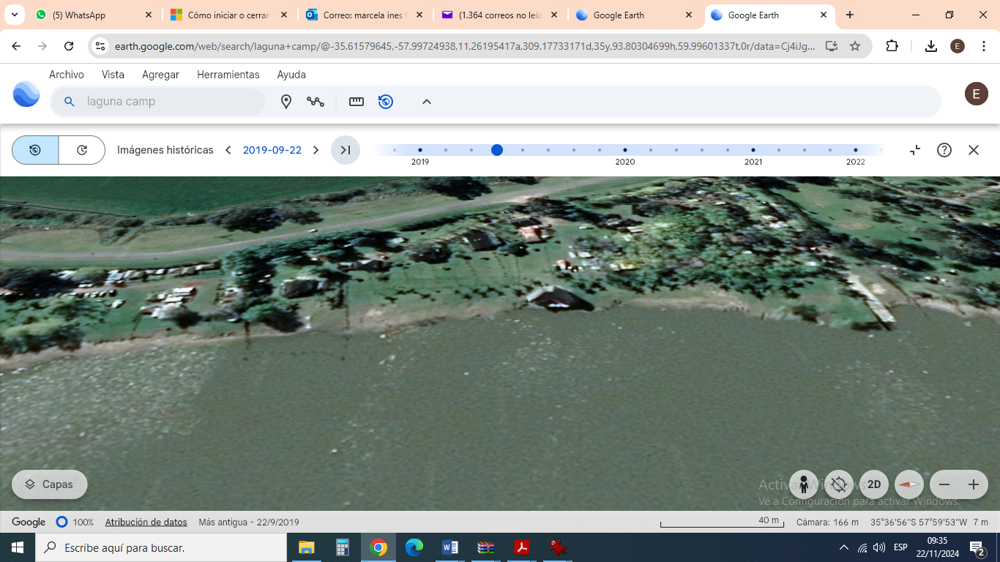 (5) WhatsApp
Cómo iniciar o cerrar
Correo: marcela ines f
(1.364 correos no leíd
Google Earth
Google Earth
earth.google.com/web/search/laguna+camp/@-35.61579645,-57.99724938,11.26195417a,309.17733171d,35y,93.80304699h,59.99601337t,0r/data=Cj4iJg...
E
Archivo Vista Agregar Herramientas Ayuda
laguna camp
E
Imágenes históricas 2019-09-22
2019 2020 2021 2022
Capas
2D
Activar Windows
Ve a Configuración para activar Windows.
Google 100% Atribución de datos Más antigua - 22/9/2019 40 m Cámara: 166 m 35°36'56"S 57°59'53"W 7 m
Escribe aquí para buscar.
ESP
09:35
22/11/2024
2